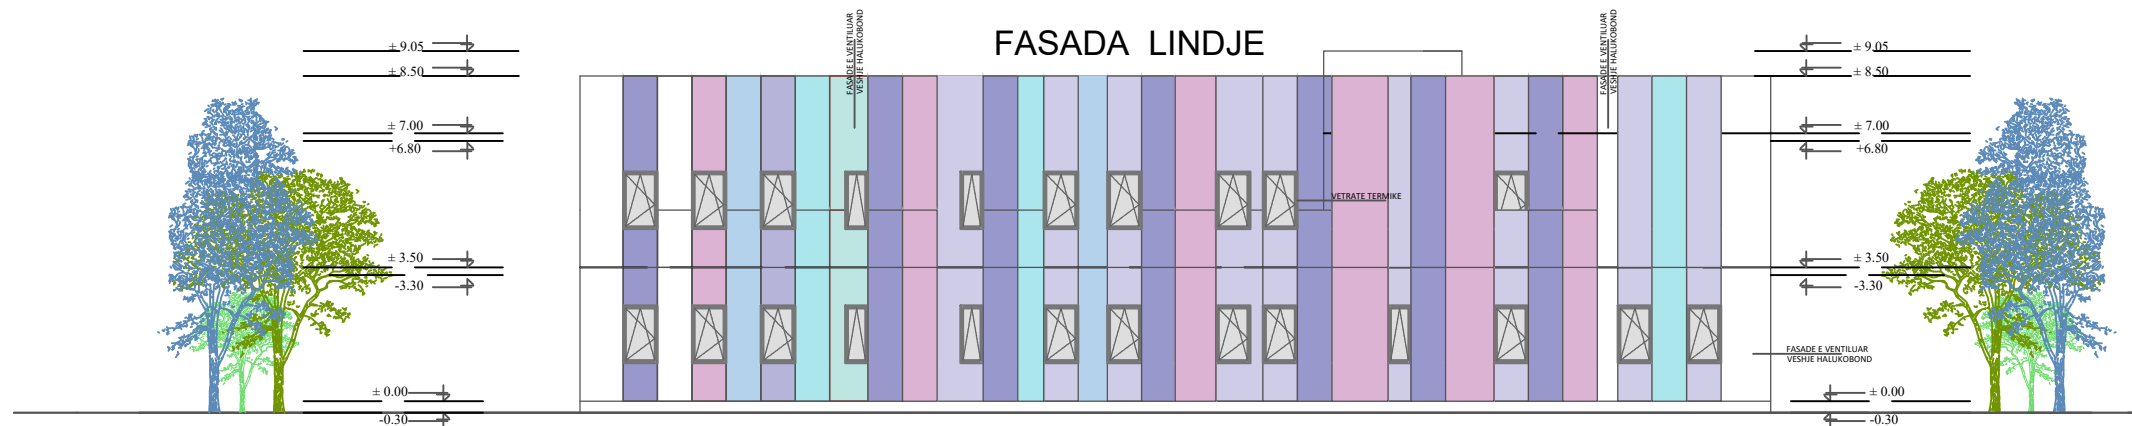 FASADA LINDJE
± 9.05
±8.50
± 7.00
+6.80
± 3.50
-3.30
± 0.00
-0.30
FASADE E VENTILUAR
VESHJE HALUKOBOND
VETRATE TERMIKE
FASADE E VENTILUAR
VESHJE HALUKOBOND
± 9.05
± 8.50
± 7.00
+6.80
± 3.50
-3.30
FASADE E VENTILUAR
VESHJE HALUKOBOND
± 0.00
-0.30